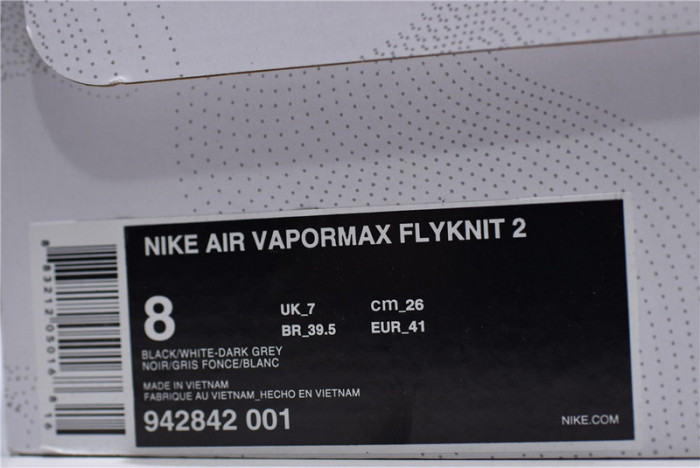 NIKE AIR VAPORMAX FLYKNIT 2
8
UK_7
cm_26
BR_39.5
EUR_41
BLACK/WHITE-DARK GREY
NOIR/GRIS FONCE/BLANC
MADE IN VIETNAM
FABRIQUE AU VIETNAM_HECHO EN VIETNAM
942842 001
NIKE.COM